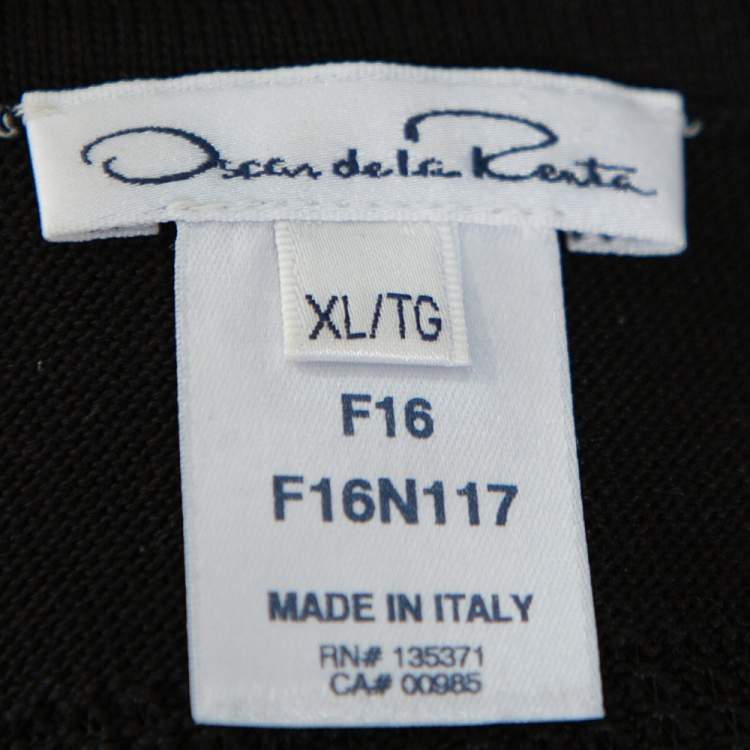 Oscar de la Renta
XL/TG
F16
F16N117
MADE IN ITALY
RN# 135371
CA# 00985